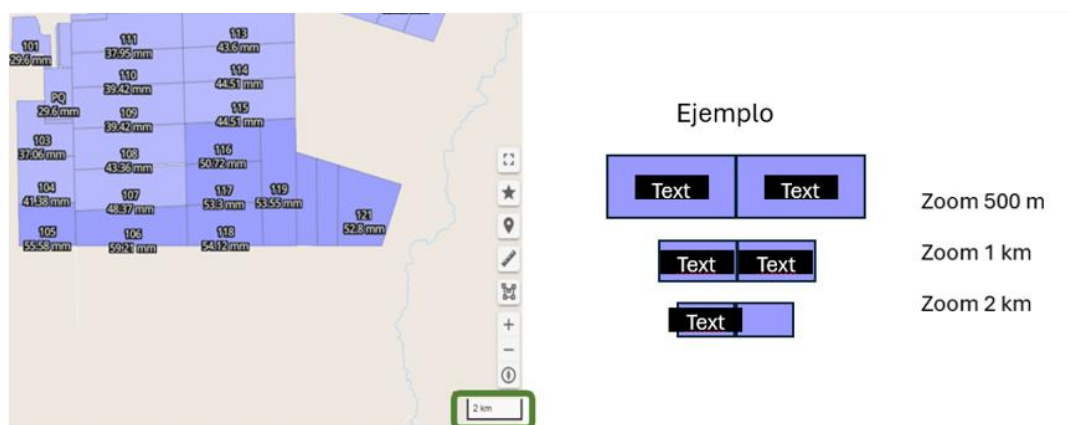 101
29.6 mm
111
37.95 mm
113
43.6 mm
110
39.42 mm
114
44.51 mm
PQ
29.6 mm
109
39.42 mm
115
44.51 mm
103
37.06 mm
108
43.36 mm
116
50.72 mm
104
41.38 mm
107
48.37 mm
117
53.3 mm
119
53.55 mm
105
55.58 mm
106
59.21 mm
118
54.12 mm
121
52.8 mm
2 km
Ejemplo
Text Text
Zoom 500 m
Text Text
Zoom 1 km
Text
Zoom 2 km